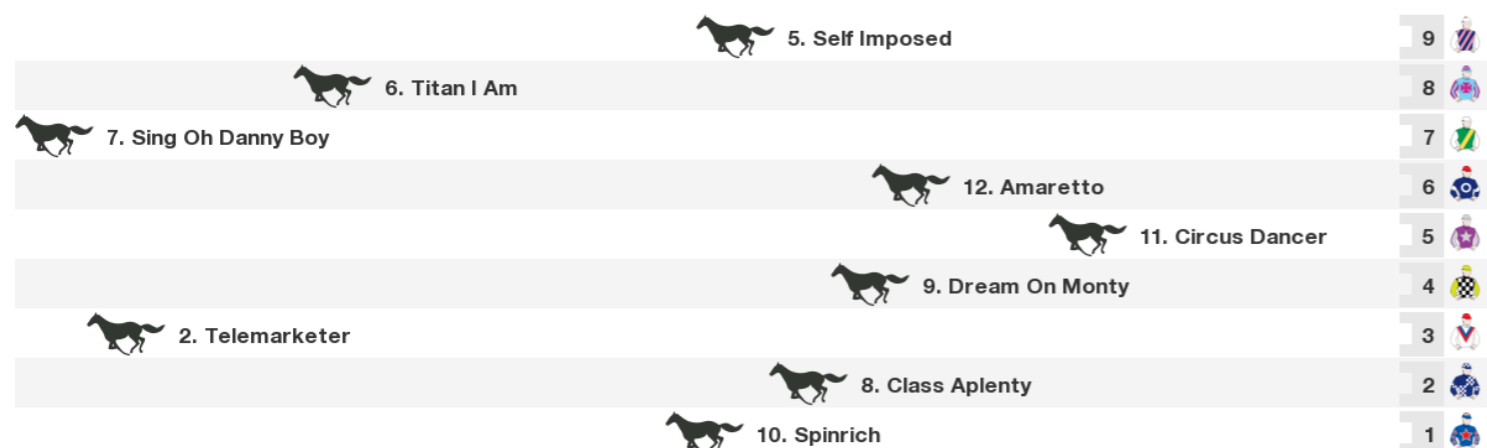 5. Self Imposed 9
6. Titan I Am 8
7. Sing Oh Danny Boy 7
12. Amaretto 6
11. Circus Dancer 5
9. Dream On Monty 4
2. Telemarketer 3
8. Class Aplenty 2
10. Spinrich 1